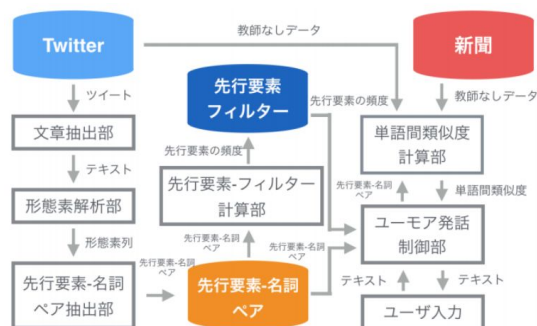 Twitter
教師なしデータ
新聞
ツイート
先行要素
フィルター
先行要素の頻度
教師なしデータ
文章抽出部
単語間類似度
計算部
先行要素の頻度
テキスト
先行要素-フィルター
計算部
先行要素-名詞
ペア
単語間類似度
形態素解析部
ユーモア発話
制御部
形態素列
先行要素-名詞
ペア
先行要素-名詞
ペア
先行要素-名詞
ペア
先行要素-名詞
ペア抽出部
先行要素-名詞
ペア
テキスト
テキスト
ユーザ入力